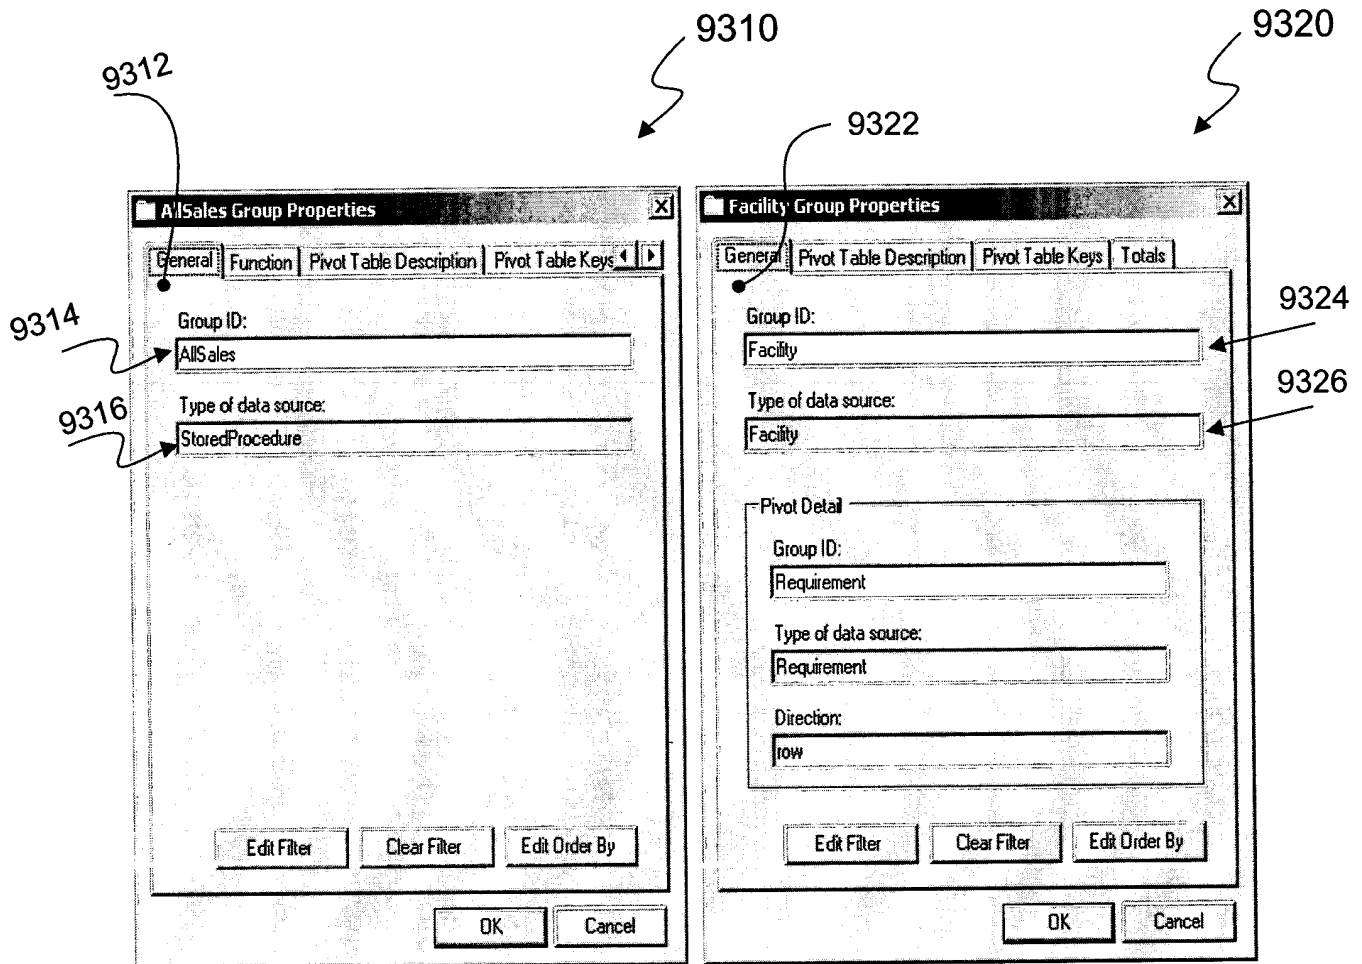 9310
9320
9312
9322
AllSales Group Properties
General
Function
Pivot Table Description
Pivot Table Keys
9314
Group ID:
AllSales
9316
Type of data source:
StoredProcedure
Edit Filter
Clear Filter
Edit Order By
OK
Cancel
Facility Group Properties
General
Pivot Table Description
Pivot Table Keys
Totals
Group ID:
Facility
9324
Type of data source:
Facility
9326
Pivot Detail
Group ID:
Requirement
Type of data source:
Requirement
Direction:
row
Edit Filter
Clear Filter
Edit Order By
OK
Cancel